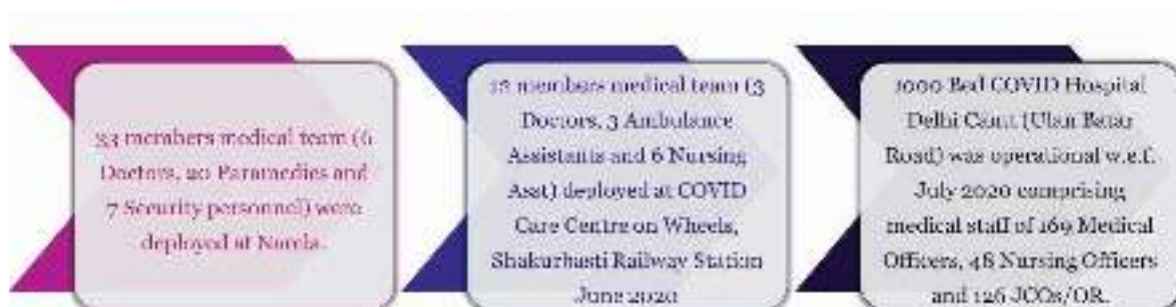 33 members medical team (6
Doctors, 20 Paramedics and
7 Security personnel) were
deployed at Narela.
12 members medical team (3
Doctors, 3 Ambulance
Assistants and 6 Nursing
Asst) deployed at COVID
Care Centre on Wheels,
Shakurbasti Railway Station
June 2020
1000 Bed COVID Hospital
Delhi Cantt (Ulan Batar
Road) was operational w.e.f.
July 2020 comprising
medical staff of 169 Medical
Officers, 48 Nursing Officers
and 126 JCOs/OR.